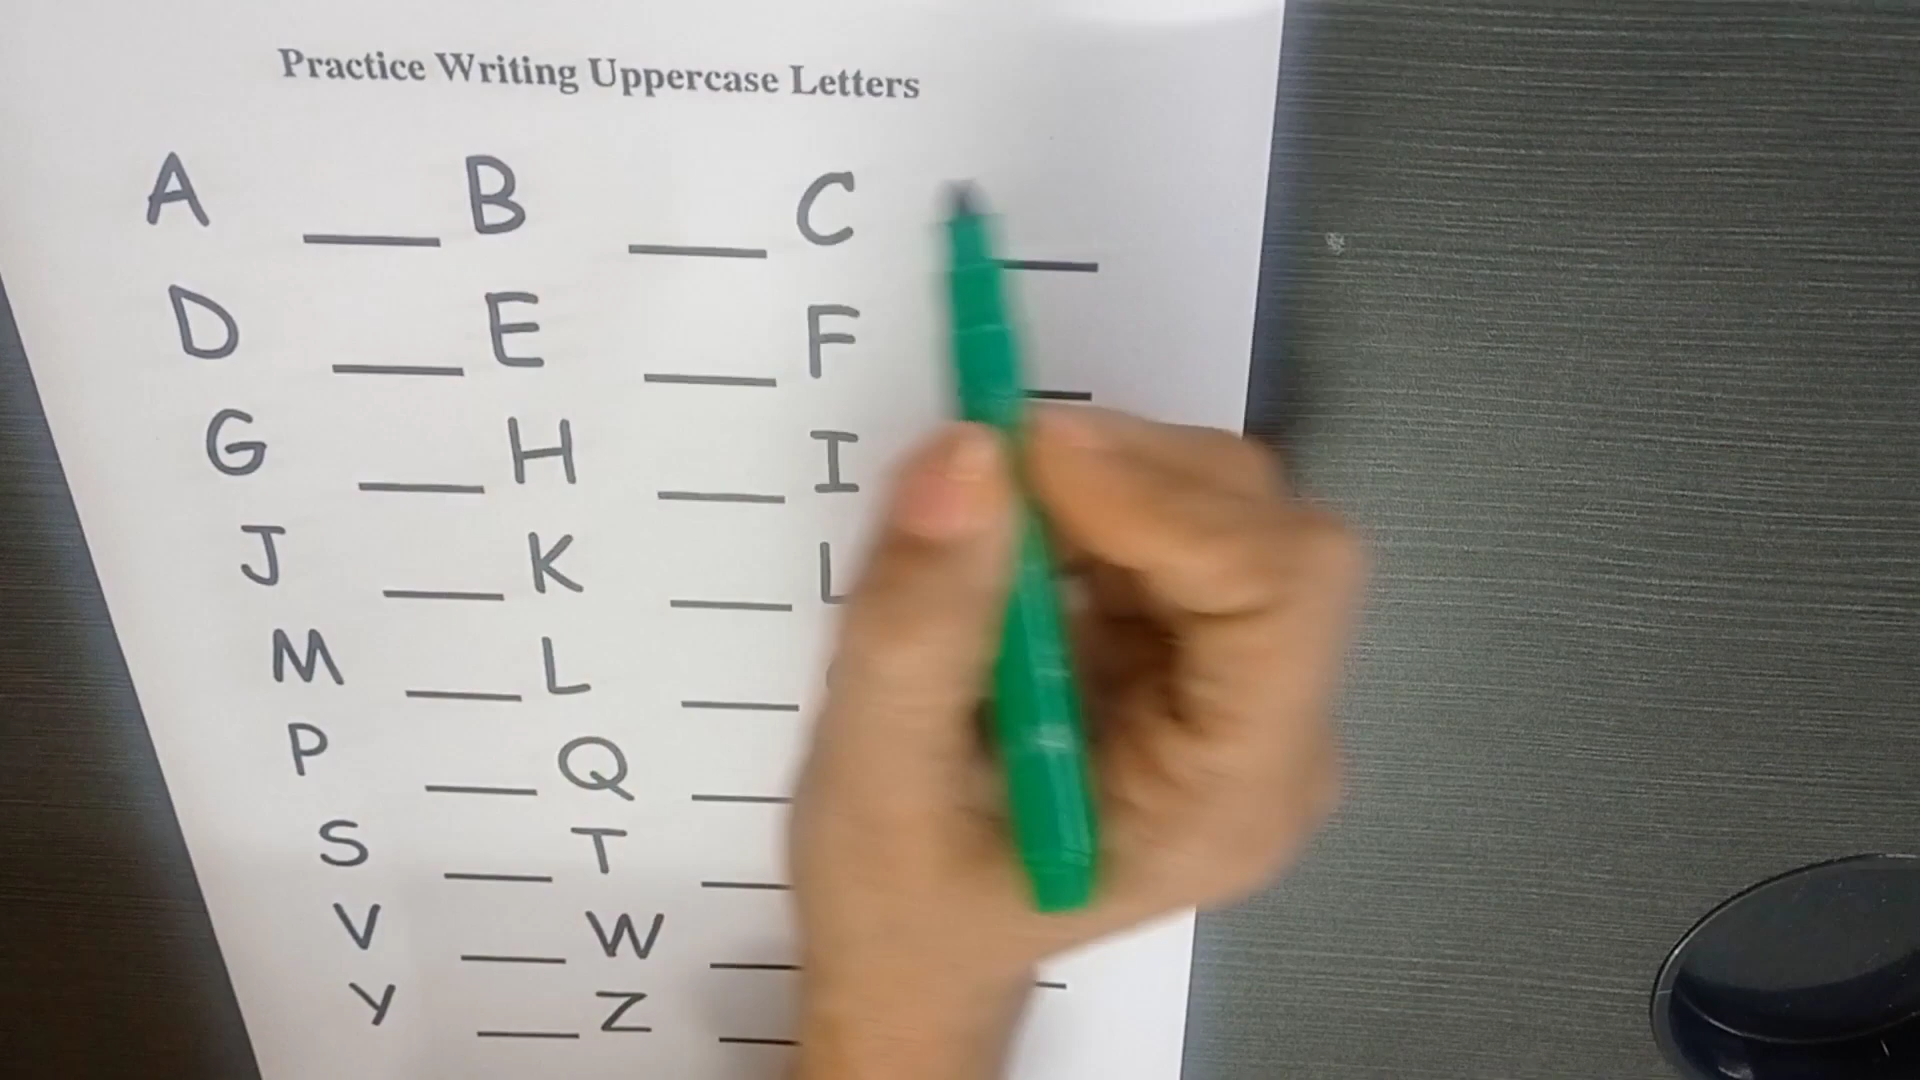 Practice Writing Uppercase Letters
A ___ B ___ C ___
D ___ E ___ F ___
G ___ H ___ I
J ___ K ___ L
M ___ L ___
P ___ Q ___
S ___ T ___
V ___ W ___
Y ___ Z ___